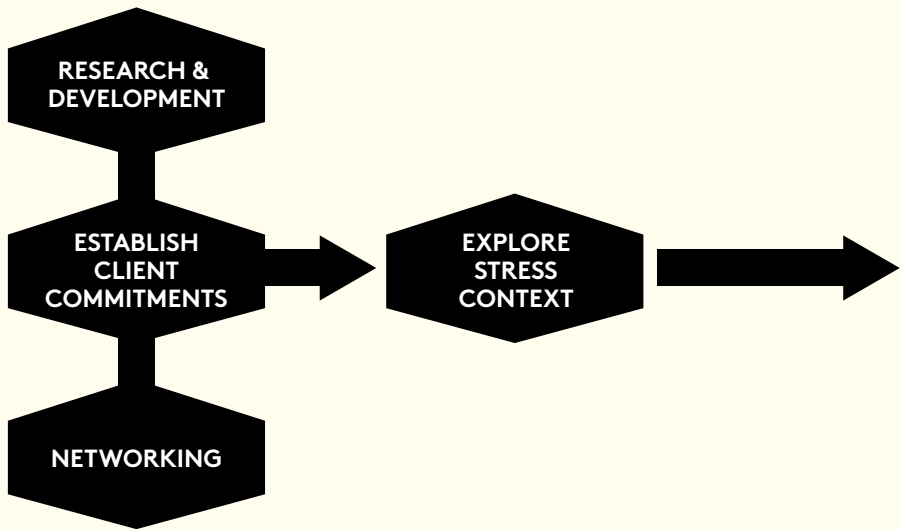 RESEARCH &
DEVELOPMENT
ESTABLISH
CLIENT
COMMITMENTS
EXPLORE
STRESS
CONTEXT
NETWORKING